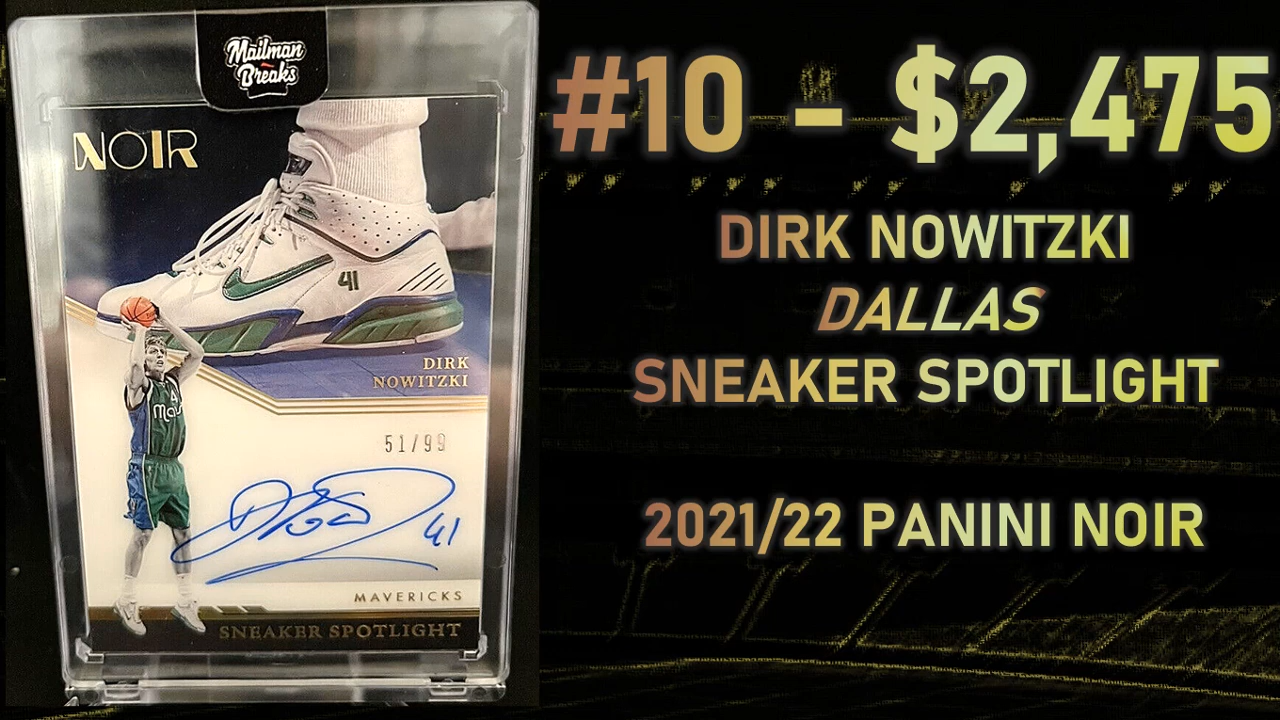 Mailman
Breaks
NOIR
41
DIRK
NOWITZKI
51/99
41
MAVERICKS
SNEAKER SPOTLIGHT
#10 - $2,475
DIRK NOWITZKI
DALLAS
SNEAKER SPOTLIGHT
2021/22 PANINI NOIR